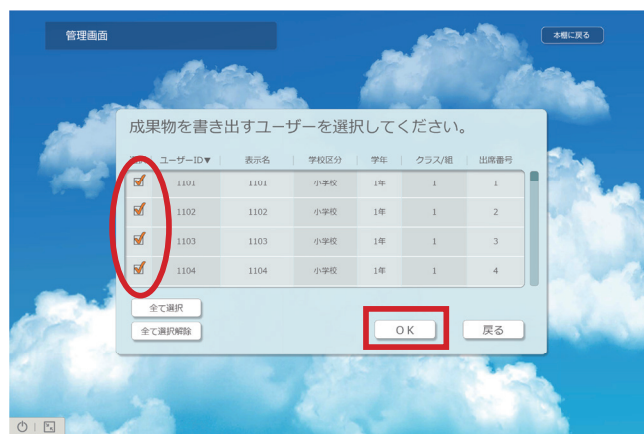 管理画面
本棚に戻る
成果物を書き出すユーザーを選択してください。
ユーザーID▼ 表示名 学校区分 学年 クラス/組 出席番号
1101 1101 小学校 1年 1 1
1102 1102 小学校 1年 1 2
1103 1103 小学校 1年 1 3
1104 1104 小学校 1年 1 4
全て選択
全て選択解除
OK
戻る